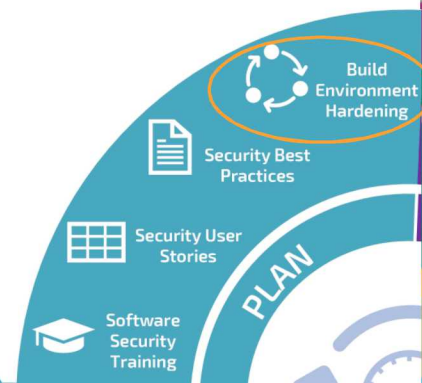 Build
Environment
Hardening
Security Best
Practices
Security User
Stories
Software
Security
Training
PLAN